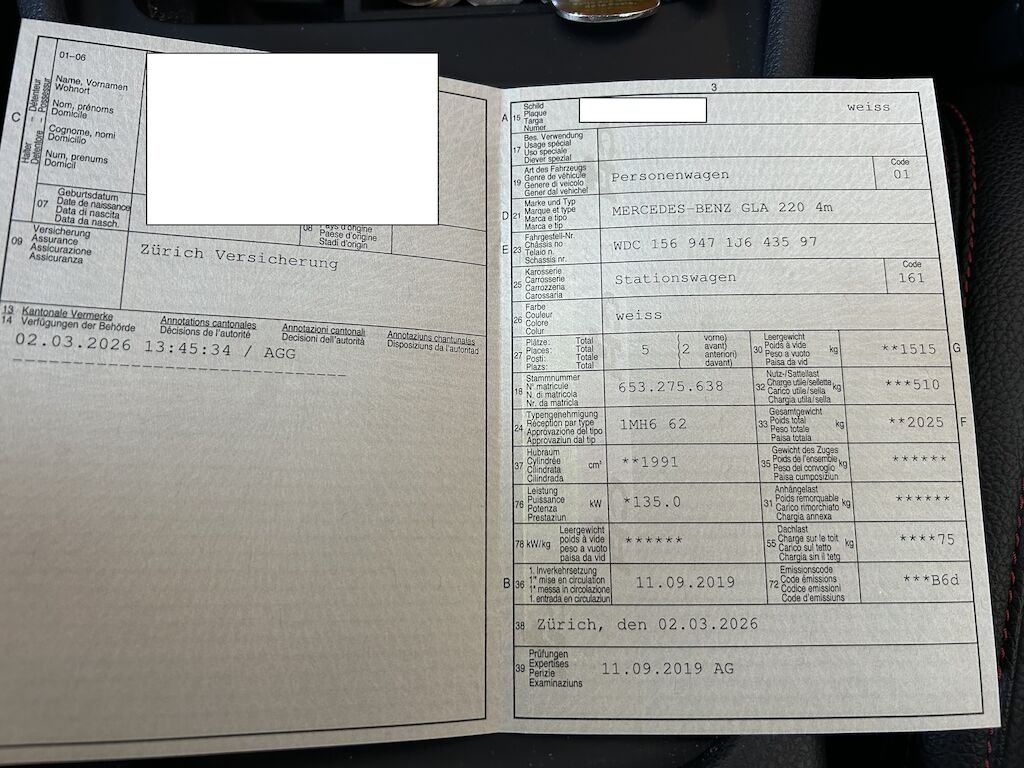 01–06
Name, Vornamen
Wohnort
Nom, prénoms
Domicile
Cognome, nomi
Domicilio
Num, prenums
Domicil
C
Halter – Détenteur
Detentore – Possessur
07
Geburtsdatum
Date de naissance
Data di nascita
Data da nasch.
08
Pays d'origine
Paese d'origine
Stadi d'origin
09
Versicherung
Assurance
Assicurazione
Assicuranza
Zürich Versicherung
13 Kantonale Vermerke
Annotations cantonales
Annotazioni cantonali
Annotaziuns chantunalas
14 Verfügungen der Behörde
Décisions de l'autorité
Decisioni dell'autorità
Disposiziuns da l'autoritad
02.03.2026 13:45:34 / AGG
3
A 15
Schild
Plaque
Targa
Numer
weiss
17
Bes. Verwendung
Usage spécial
Uso speciale
Diever spezial
19
Art des Fahrzeugs
Genre de véhicule
Genere di veicolo
Gener dal vehichel
Personenwagen
Code
01
D 21
Marke und Typ
Marque et type
Marca e tipo
Marca e tip
MERCEDES-BENZ GLA 220 4m
E 23
Fahrgestell-Nr.
Châssis no
Telaio n.
Schassis nr.
WDC 156 947 1J6 435 97
25
Karosserie
Carrosserie
Carrozzeria
Carossaria
Stationswagen
Code
161
26
Farbe
Couleur
Colore
Colur
weiss
27
Plätze: Total
Places: Total
Posti: Totale
Plazs: Total
5
(2
vorne)
avant)
anteriori)
davant)
30
Leergewicht
Poids à vide
Peso a vuoto
Paisa da vid
kg
**1515
G
18
Stammnummer
N° matricule
N. di matricola
Nr. da matricla
653.275.638
32
Nutz-/Sattellast
Charge utile/sellette
Carico utile/sella
Chargia utila/sella
kg
***510
24
Typengenehmigung
Réception par type
Approvazione del tipo
Approvaziun dal tip
1MH6 62
33
Gesamtgewicht
Poids total
Peso totale
Paisa totala
kg
**2025
F
37
Hubraum
Cylindrée
Cilindrata
Cilindrada
cm³
**1991
35
Gewicht des Zuges
Poids de l'ensemble
Peso del convoglio
Paisa cumposiziun
kg
******
76
Leistung
Puissance
Potenza
Prestaziun
kW
*135.0
31
Anhängelast
Poids remorquable
Carico rimorchiato
Chargia annexa
kg
******
78 kW/kg
Leergewicht
poids à vide
peso a vuoto
paisa da vid
******
55
Dachlast
Charge sur le toit
Carico sul tetto
Chargia sin il tetg
kg
****75
B 36
1. Inverkehrsetzung
1re mise en circulation
1a messa in circolazione
1. entrada en circulaziun
11.09.2019
72
Emissionscode
Code émissions
Codice emissioni
Code d'emissiuns
***B6d
38
Zürich, den 02.03.2026
39
Prüfungen
Expertises
Perizie
Examinaziuns
11.09.2019 AG